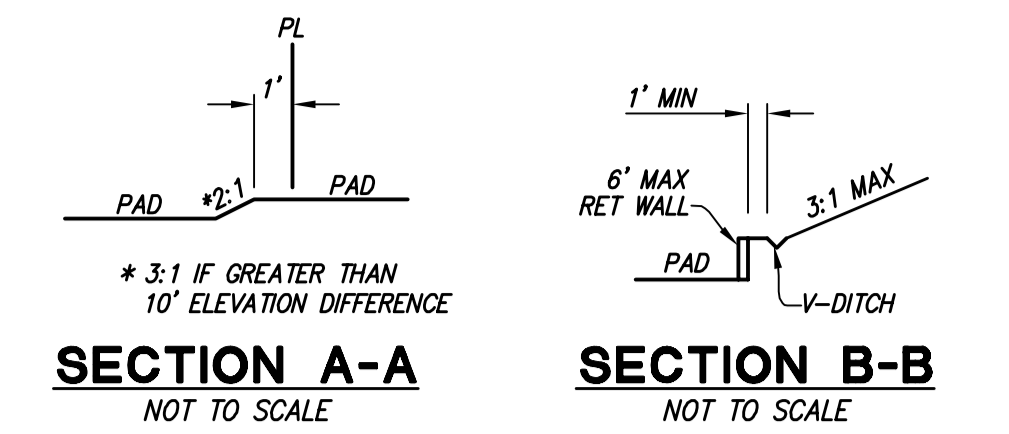 PL
1'
PAD
*2:1
PAD
* 3:1 IF GREATER THAN
10' ELEVATION DIFFERENCE
SECTION A-A
NOT TO SCALE
1' MIN
6' MAX
RET WALL
3:1 MAX
PAD
V-DITCH
SECTION B-B
NOT TO SCALE